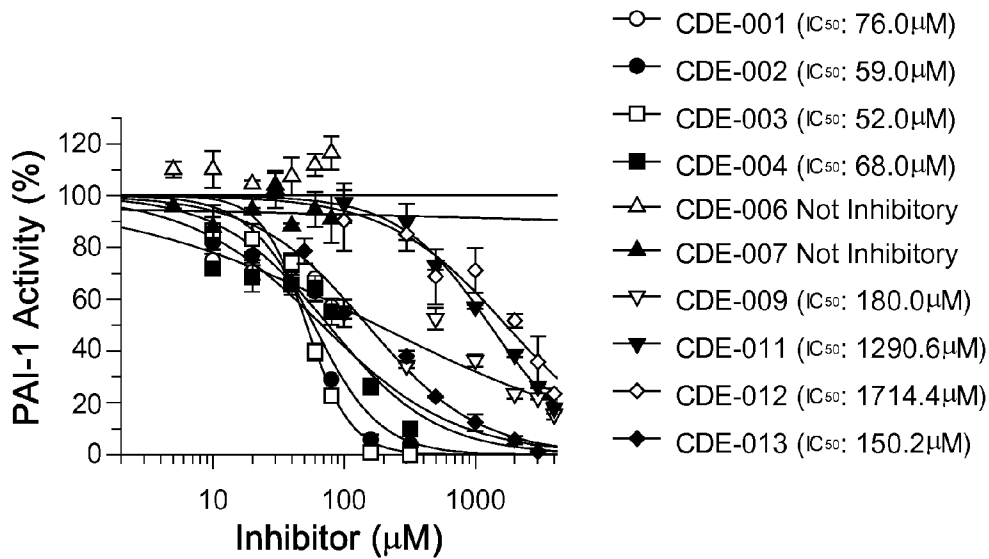 CDE-001 (IC50: 76.0µM)
CDE-002 (IC50: 59.0µM)
CDE-003 (IC50: 52.0µM)
CDE-004 (IC50: 68.0µM)
CDE-006 Not Inhibitory
CDE-007 Not Inhibitory
CDE-009 (IC50: 180.0µM)
CDE-011 (IC50: 1290.6µM)
CDE-012 (IC50: 1714.4µM)
CDE-013 (IC50: 150.2µM)
PAI-1 Activity (%)
120
100
80
60
40
20
0
10 100 1000
Inhibitor (µM)